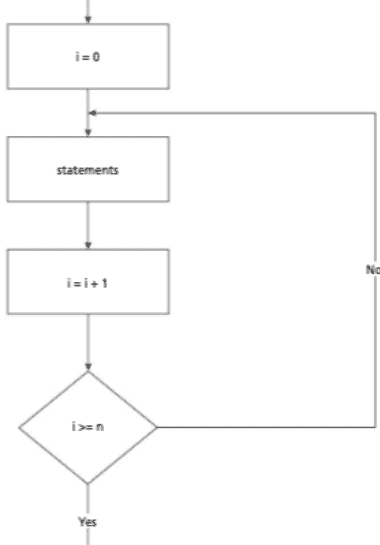 i = 0
statements
i = i + 1
No
i >= n
Yes